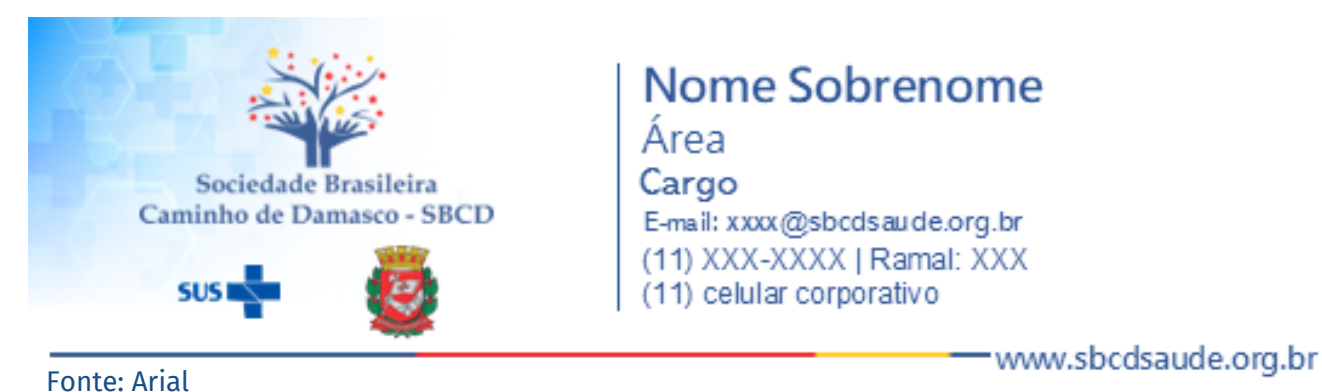 Sociedade Brasileira
Caminho de Damasco - SBCD
SUS
Nome Sobrenome
Área
Cargo
E-mail: xxxx@sbcdsaude.org.br
(11) XXX-XXXX | Ramal: XXX
(11) celular corporativo
www.sbcdsaude.org.br
Fonte: Arial